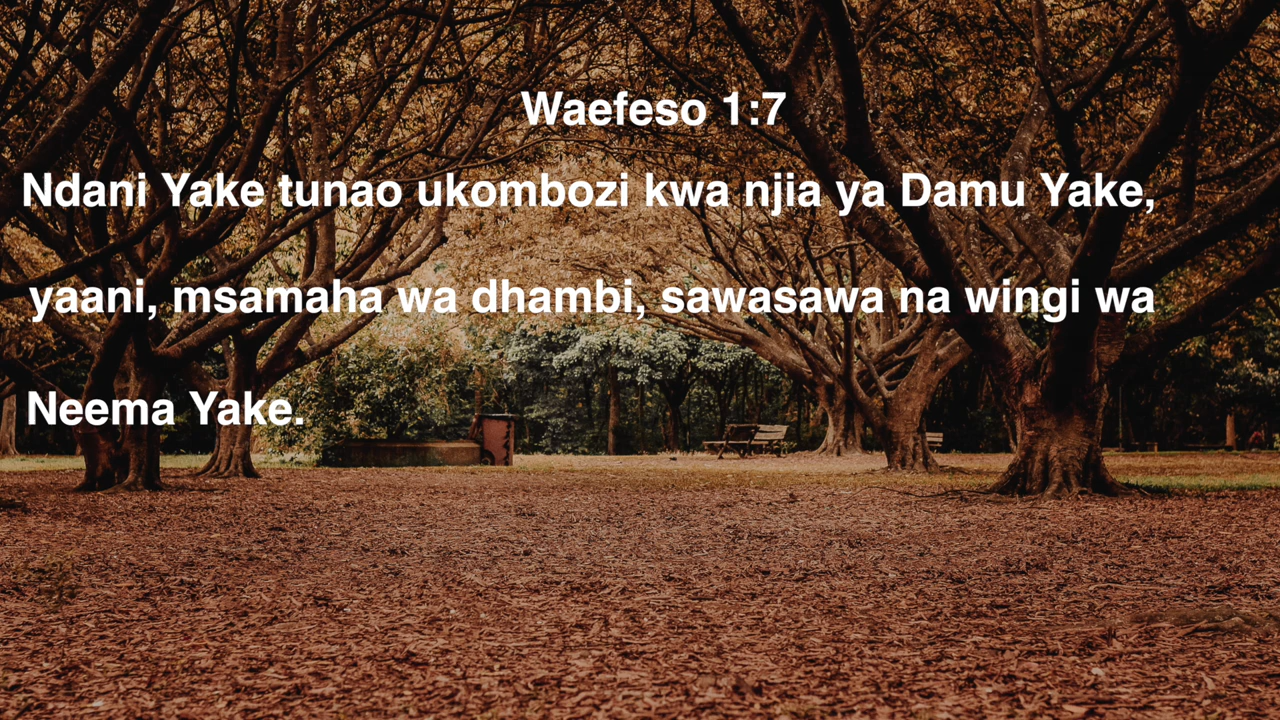 Waefeso 1:7
Ndani Yake tunao ukombozi kwa njia ya Damu Yake,
yaani, msamaha wa dhambi, sawasawa na wingi wa
Neema Yake.